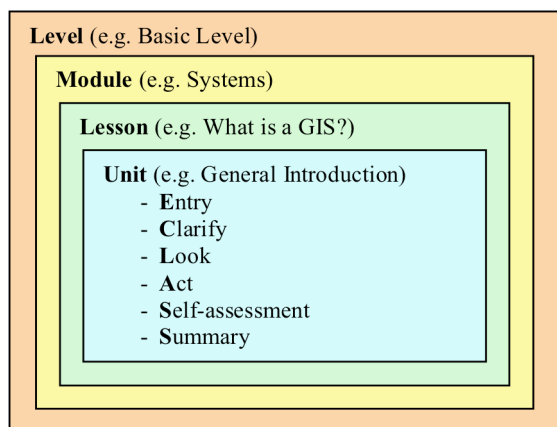 Level (e.g. Basic Level)
Module (e.g. Systems)
Lesson (e.g. What is a GIS?)
Unit (e.g. General Introduction)
- Entry
- Clarify
- Look
- Act
- Self-assessment
- Summary